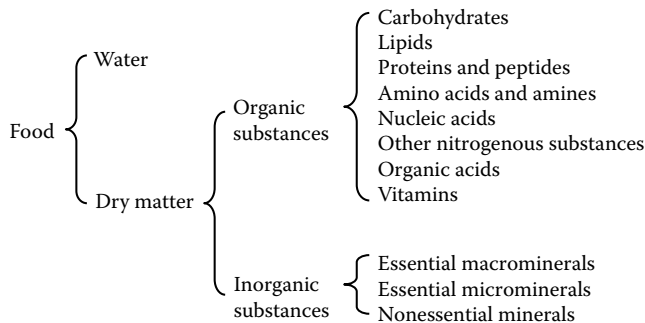 Food
Water
Dry matter
Organic
substances
Carbohydrates
Lipids
Proteins and peptides
Amino acids and amines
Nucleic acids
Other nitrogenous substances
Organic acids
Vitamins
Inorganic
substances
Essential macrominerals
Essential microminerals
Nonessential minerals